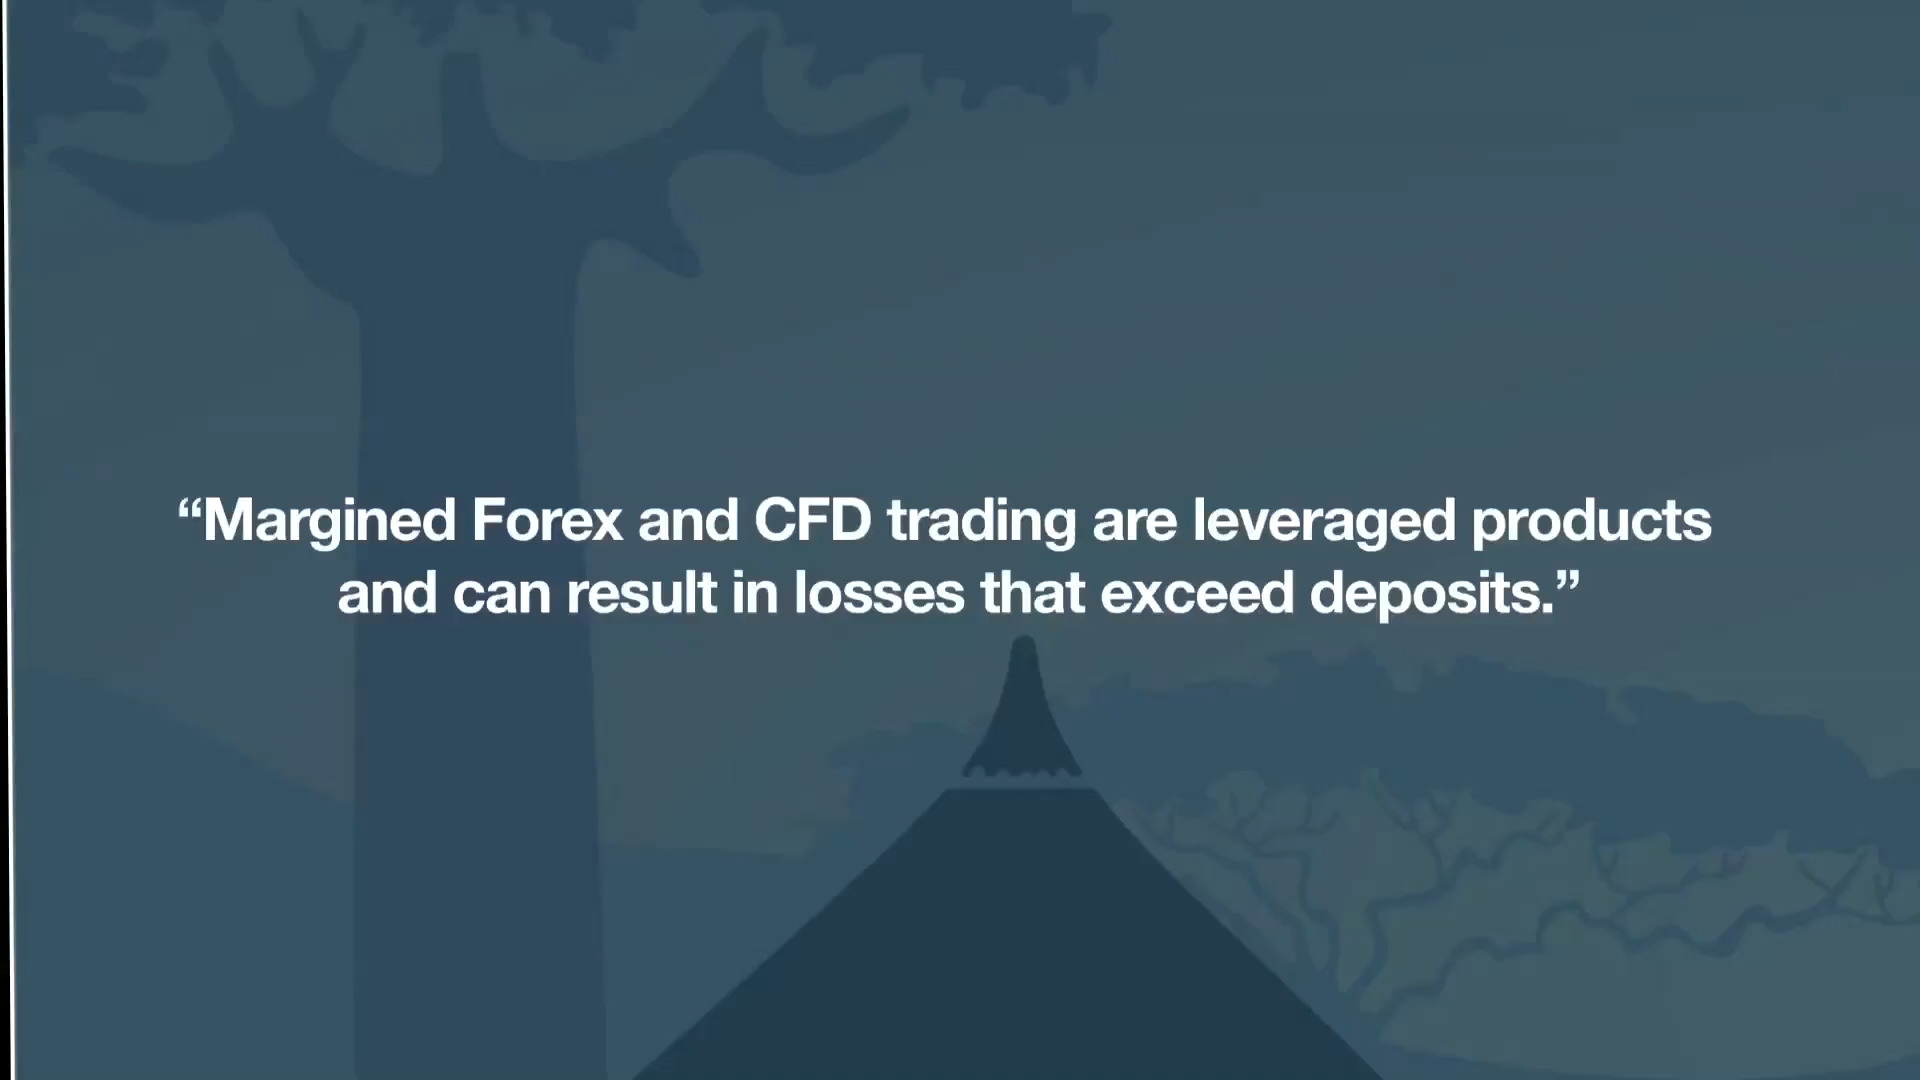 “Margined Forex and CFD trading are leveraged products
and can result in losses that exceed deposits.”